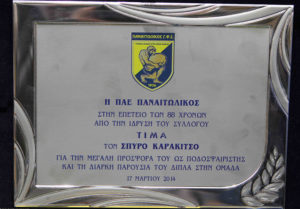 ΠΑΝΑΙΤΩΛΙΚΟΣ Γ.Φ.Σ.
Η ΠΑΕ ΠΑΝΑΙΤΩΛΙΚΟΣ
ΣΤΗΝ ΕΠΕΤΕΙΟ ΤΩΝ 88 ΧΡΟΝΩΝ
ΑΠΟ ΤΗΝ ΙΔΡΥΣΗ ΤΟΥ ΣΥΛΛΟΓΟΥ
ΤΙΜΑ
ΤΟΝ ΣΠΥΡΟ ΚΑΡΑΚΙΤΣΟ
ΓΙΑ ΤΗΝ ΜΕΓΑΛΗ ΠΡΟΣΦΟΡΑ ΤΟΥ ΩΣ ΠΟΔΟΣΦΑΙΡΙΣΤΗΣ
ΚΑΙ ΤΗ ΔΙΑΡΚΗ ΠΑΡΟΥΣΙΑ ΤΟΥ ΔΙΠΛΑ ΣΤΗΝ ΟΜΑΔΑ
17 ΜΑΡΤΙΟΥ 2014